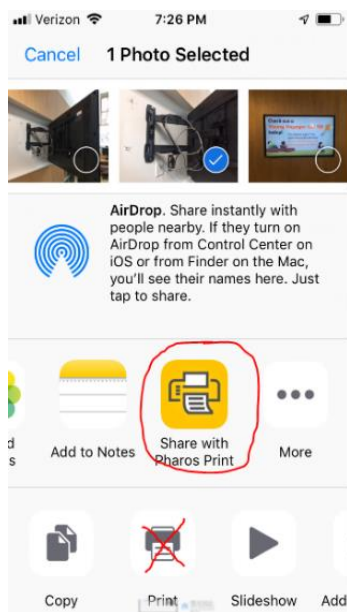 Verizon
7:26 PM
Cancel
1 Photo Selected
AirDrop. Share instantly with
people nearby. If they turn on
AirDrop from Control Center on
iOS or from Finder on the Mac,
you'll see their names here. Just
tap to share.
d
s
Add to Notes
Share with
Pharos Print
More
Copy
Print
Slideshow
Add